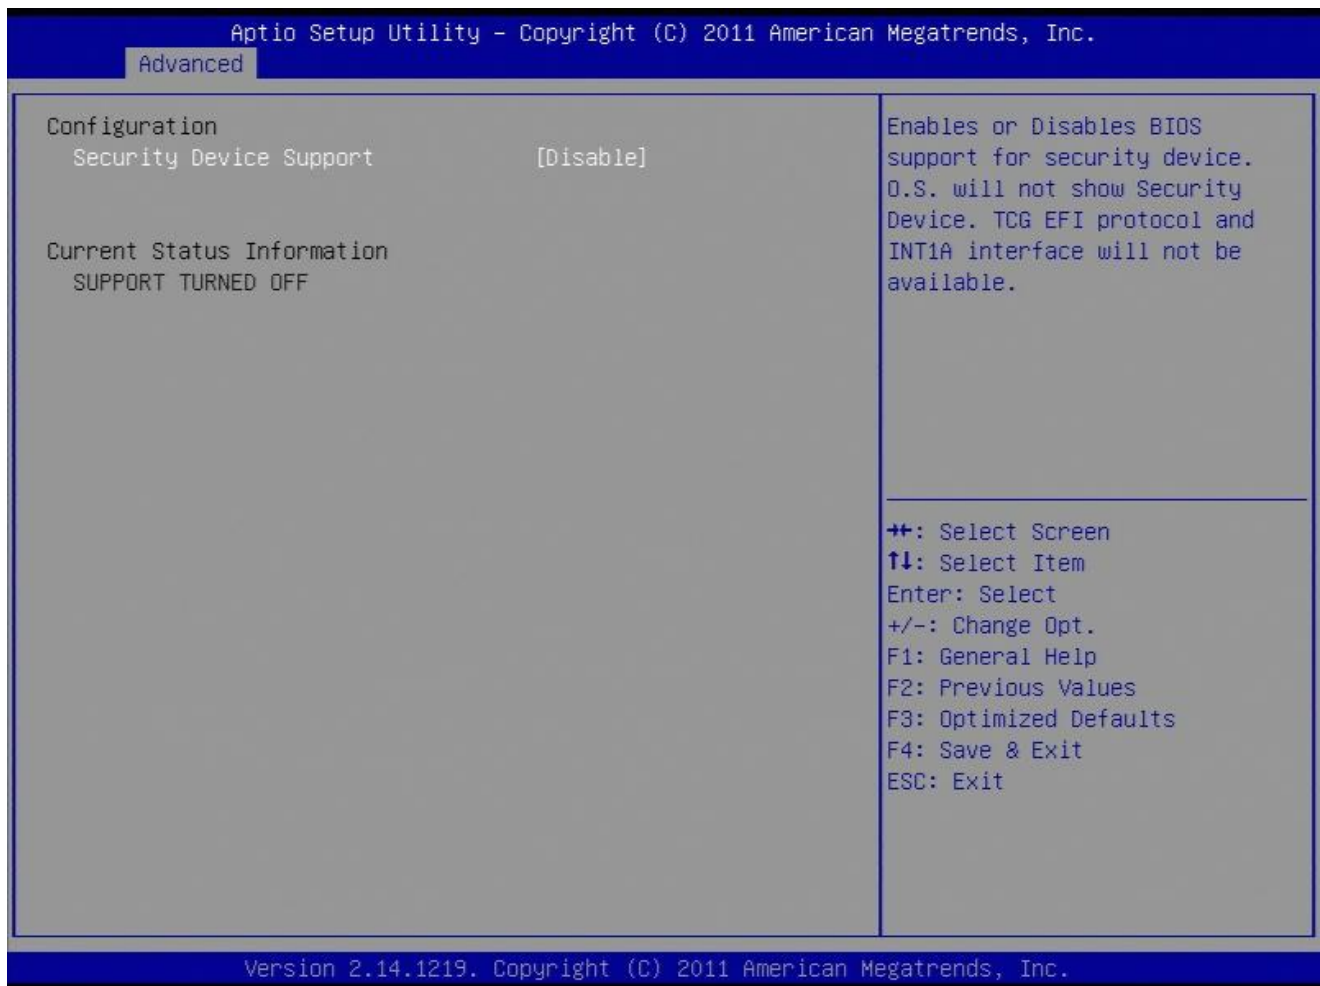 Aptio Setup Utility – Copyright (C) 2011 American Megatrends, Inc.
Advanced
Configuration
Security Device Support [Disable]
Current Status Information
SUPPORT TURNED OFF
Enables or Disables BIOS
support for security device.
O.S. will not show Security
Device. TCG EFI protocol and
INT1A interface will not be
available.
→←: Select Screen
↑↓: Select Item
Enter: Select
+/-: Change Opt.
F1: General Help
F2: Previous Values
F3: Optimized Defaults
F4: Save & Exit
ESC: Exit
Version 2.14.1219. Copyright (C) 2011 American Megatrends, Inc.